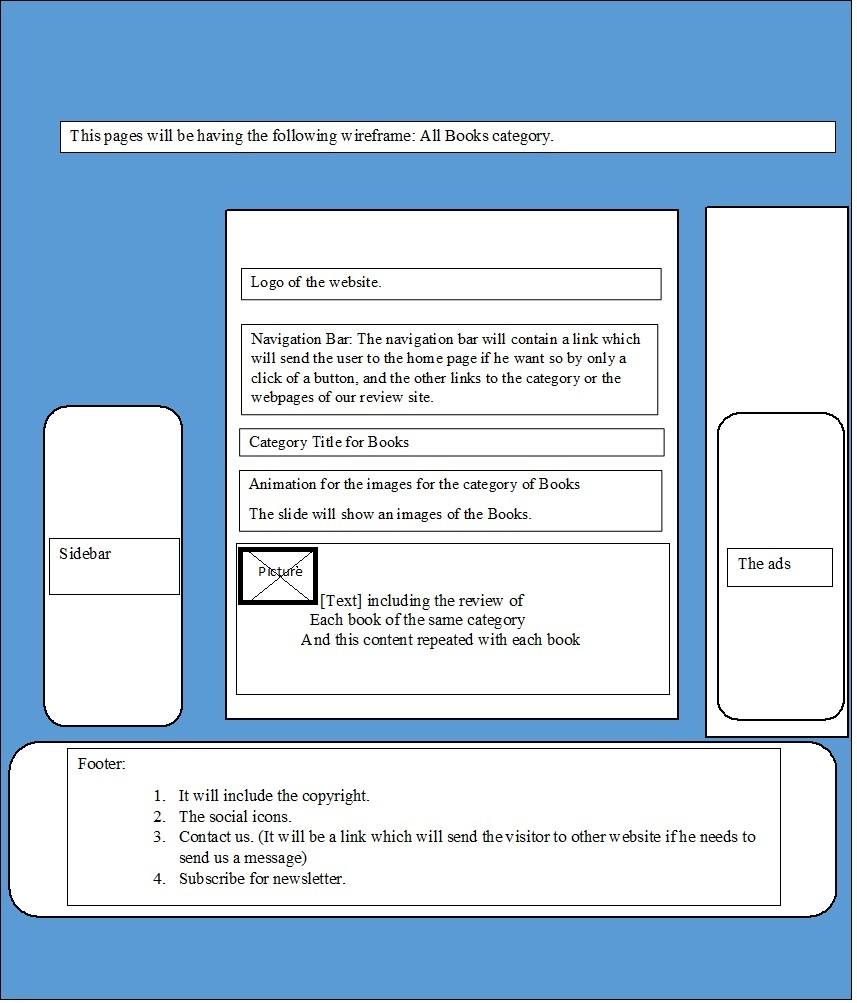 This pages will be having the following wireframe: All Books category.
Logo of the website.
Navigation Bar: The navigation bar will contain a link which
will send the user to the home page if he want so by only a
click of a button, and the other links to the category or the
webpages of our review site.
Category Title for Books
Animation for the images for the category of Books
The slide will show an images of the Books.
Sidebar
Picture
[Text] including the review of
Each book of the same category
And this content repeated with each book
The ads
Footer:
1. It will include the copyright.
2. The social icons.
3. Contact us. (It will be a link which will send the visitor to other website if he needs to
send us a message)
4. Subscribe for newsletter.